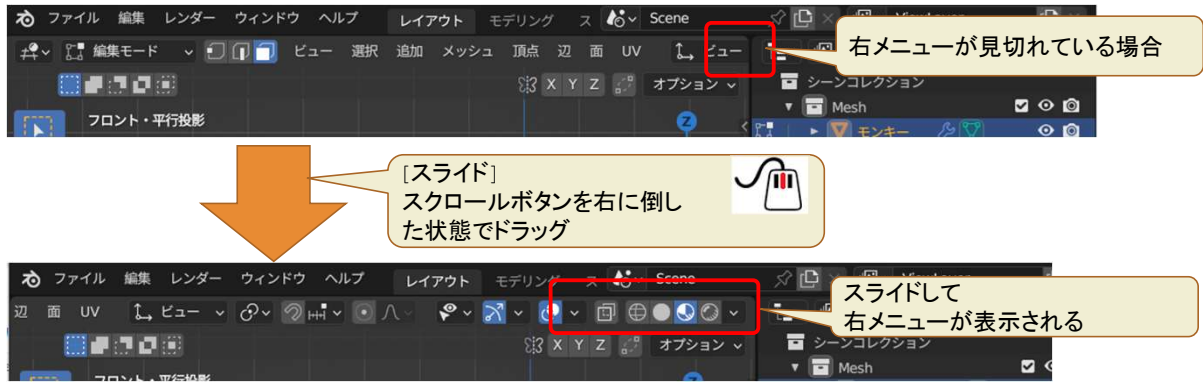 ファイル 編集 レンダー ウィンドウ ヘルプ レイアウト モデリング ス Scene
編集モード ビュー 選択 追加 メッシュ 頂点 辺 面 UV ビュー
右メニューが見切れている場合
X Y Z オプション
シーンコレクション
Mesh
フロント・平行投影
Z
モンキー
[スライド]
スクロールボタンを右に倒し
た状態でドラッグ
ファイル 編集 レンダー ウィンドウ ヘルプ レイアウト モデリング ス Scene
辺 面 UV ビュー
スライドして
右メニューが表示される
X Y Z オプション
シーンコレクション
Mesh
フロント・平行投影